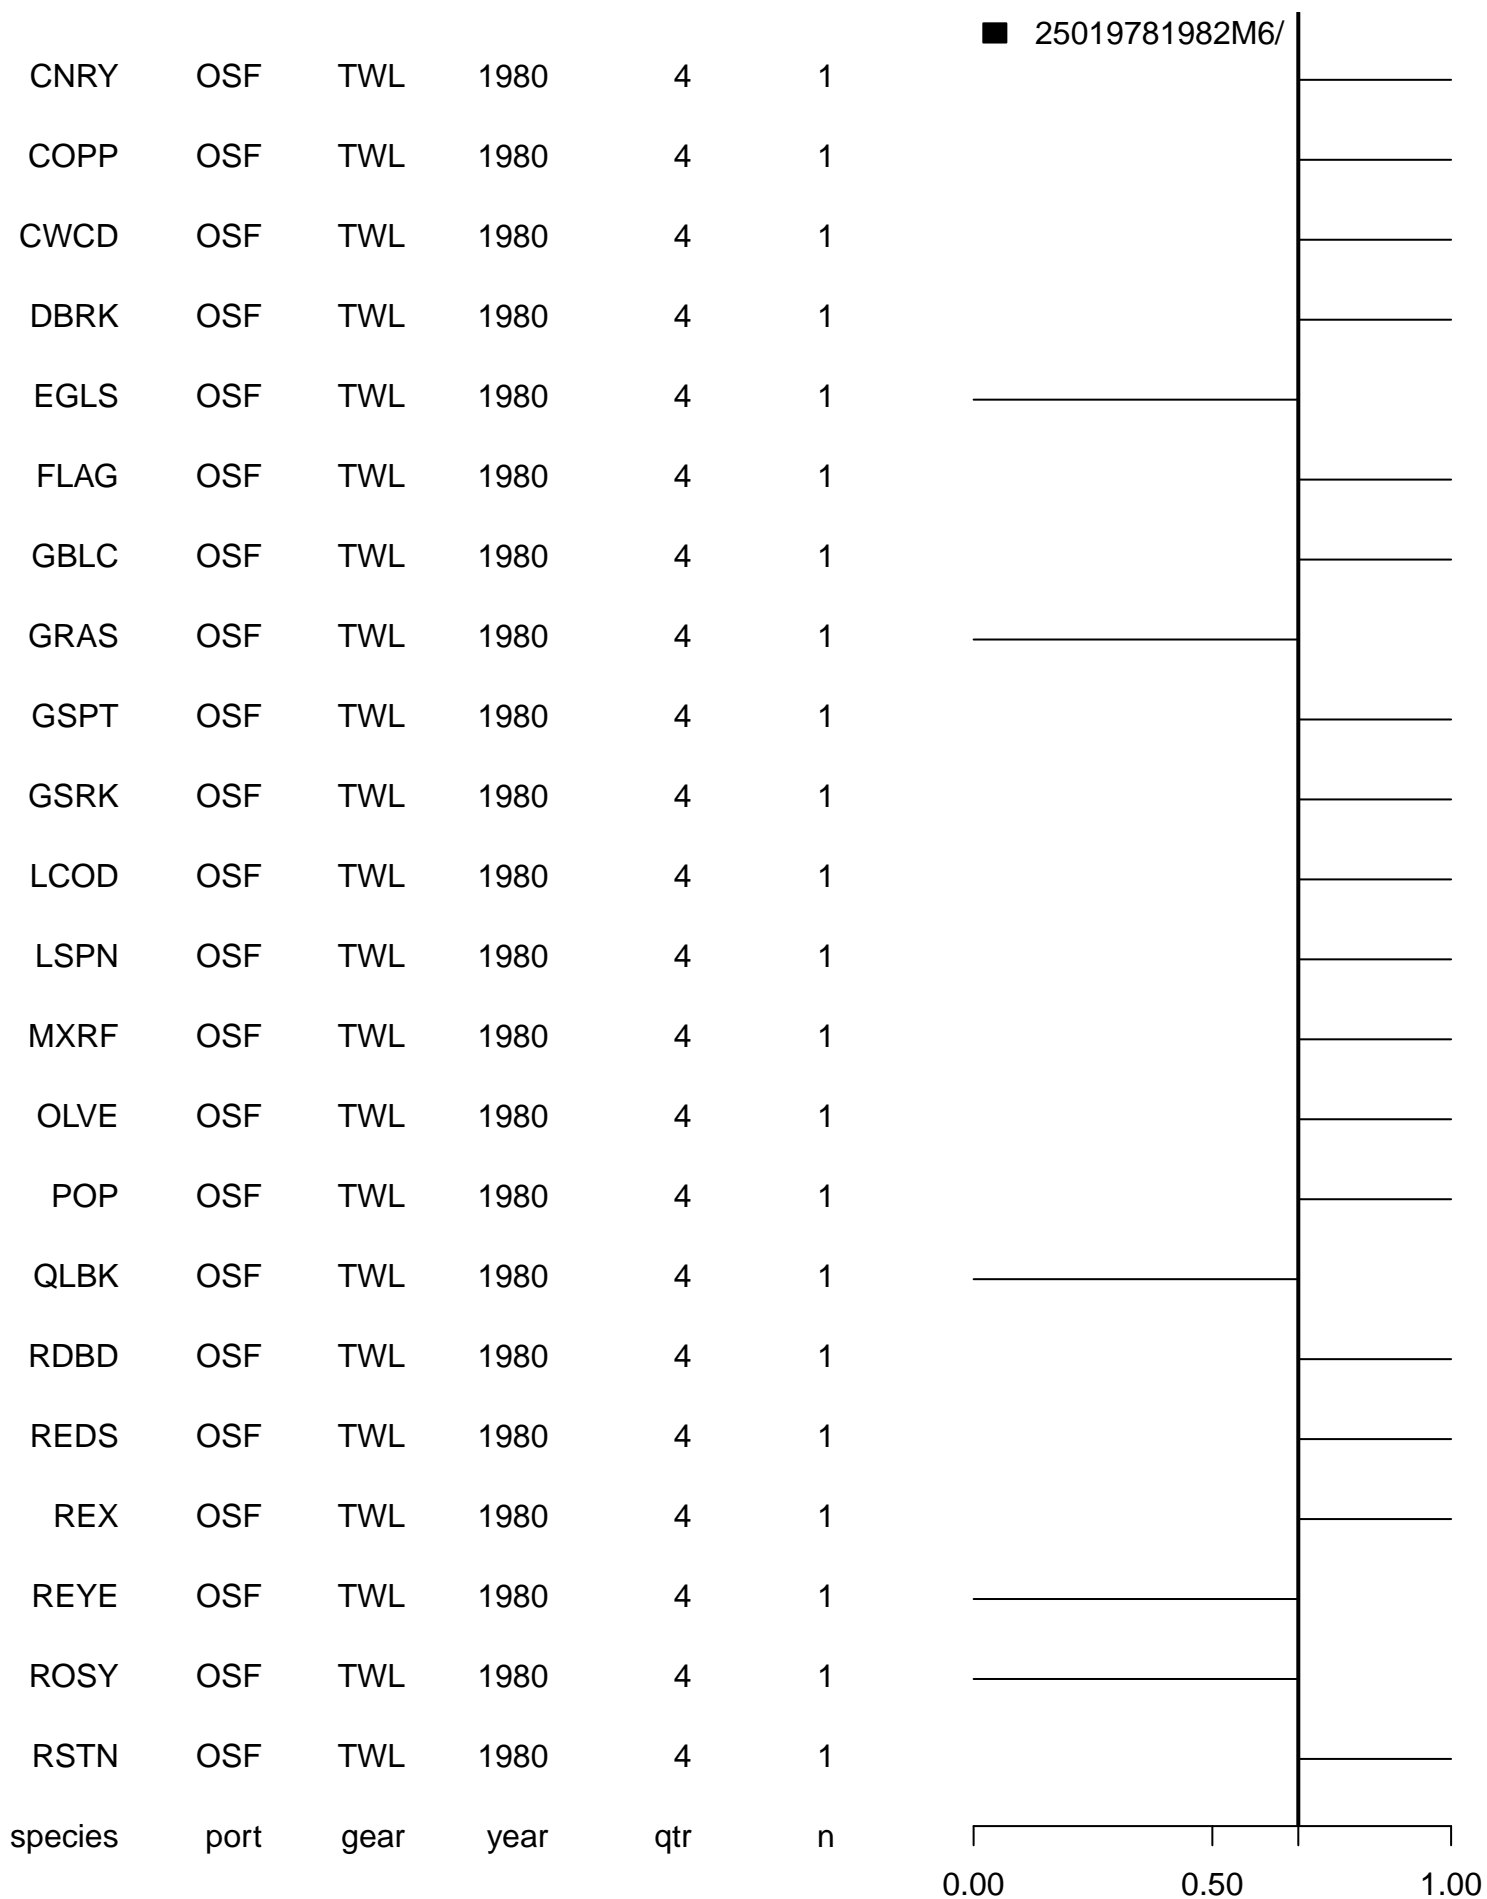 25019781982M6/
CNRY OSF TWL 1980 4 1
COPP OSF TWL 1980 4 1
CWCD OSF TWL 1980 4 1
DBRK OSF TWL 1980 4 1
EGLS OSF TWL 1980 4 1
FLAG OSF TWL 1980 4 1
GBLC OSF TWL 1980 4 1
GRAS OSF TWL 1980 4 1
GSPT OSF TWL 1980 4 1
GSRK OSF TWL 1980 4 1
LCOD OSF TWL 1980 4 1
LSPN OSF TWL 1980 4 1
MXRF OSF TWL 1980 4 1
OLVE OSF TWL 1980 4 1
POP OSF TWL 1980 4 1
QLBK OSF TWL 1980 4 1
RDBD OSF TWL 1980 4 1
REDS OSF TWL 1980 4 1
REX OSF TWL 1980 4 1
REYE OSF TWL 1980 4 1
ROSY OSF TWL 1980 4 1
RSTN OSF TWL 1980 4 1
species port gear year qtr n
0.00 0.50 1.00